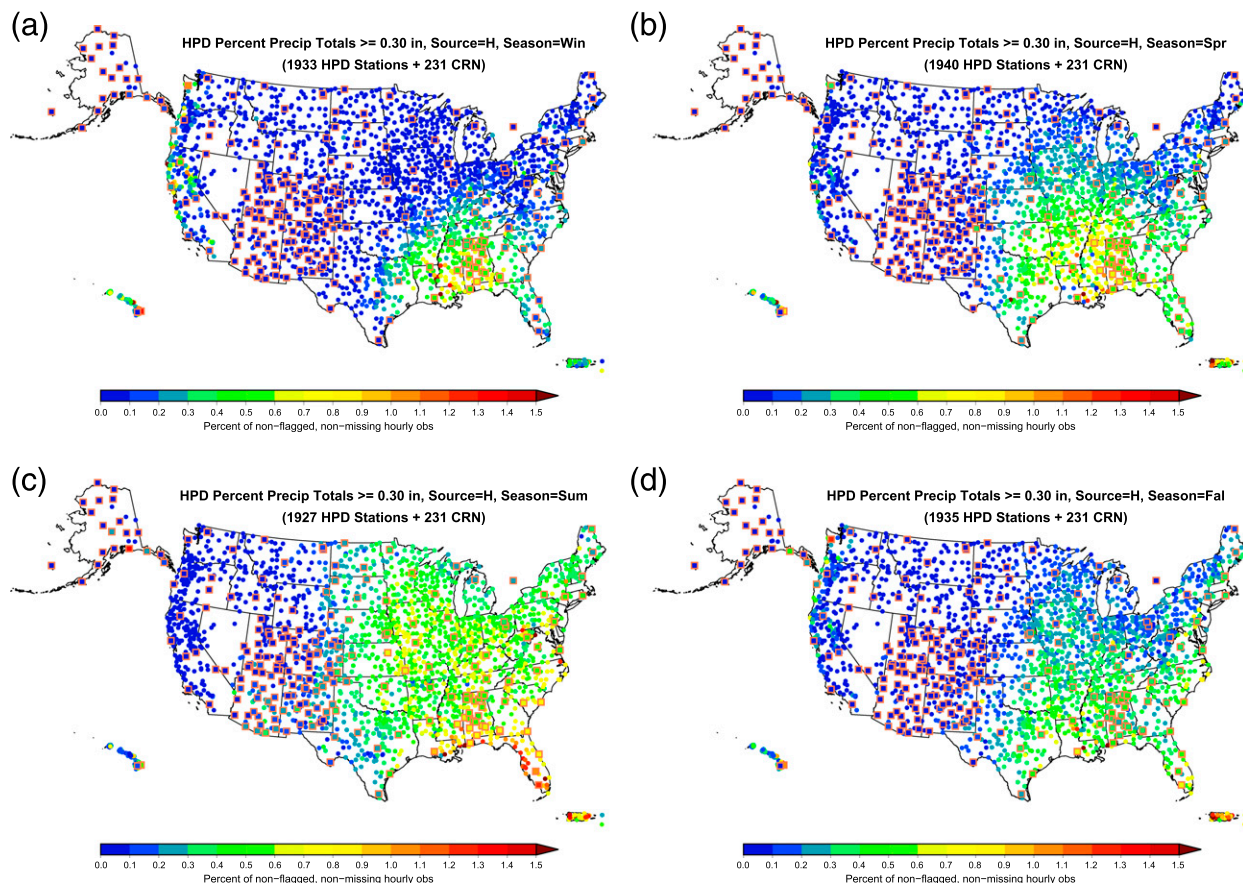 (a)
HPD Percent Precip Totals >= 0.30 in, Source=H, Season=Win
(1933 HPD Stations + 231 CRN)
0.0 0.1 0.2 0.3 0.4 0.5 0.6 0.7 0.8 0.9 1.0 1.1 1.2 1.3 1.4 1.5
Percent of non-flagged, non-missing hourly obs
(b)
HPD Percent Precip Totals >= 0.30 in, Source=H, Season=Spr
(1940 HPD Stations + 231 CRN)
0.0 0.1 0.2 0.3 0.4 0.5 0.6 0.7 0.8 0.9 1.0 1.1 1.2 1.3 1.4 1.5
Percent of non-flagged, non-missing hourly obs
(c)
HPD Percent Precip Totals >= 0.30 in, Source=H, Season=Sum
(1927 HPD Stations + 231 CRN)
0.0 0.1 0.2 0.3 0.4 0.5 0.6 0.7 0.8 0.9 1.0 1.1 1.2 1.3 1.4 1.5
Percent of non-flagged, non-missing hourly obs
(d)
HPD Percent Precip Totals >= 0.30 in, Source=H, Season=Fal
(1935 HPD Stations + 231 CRN)
0.0 0.1 0.2 0.3 0.4 0.5 0.6 0.7 0.8 0.9 1.0 1.1 1.2 1.3 1.4 1.5
Percent of non-flagged, non-missing hourly obs